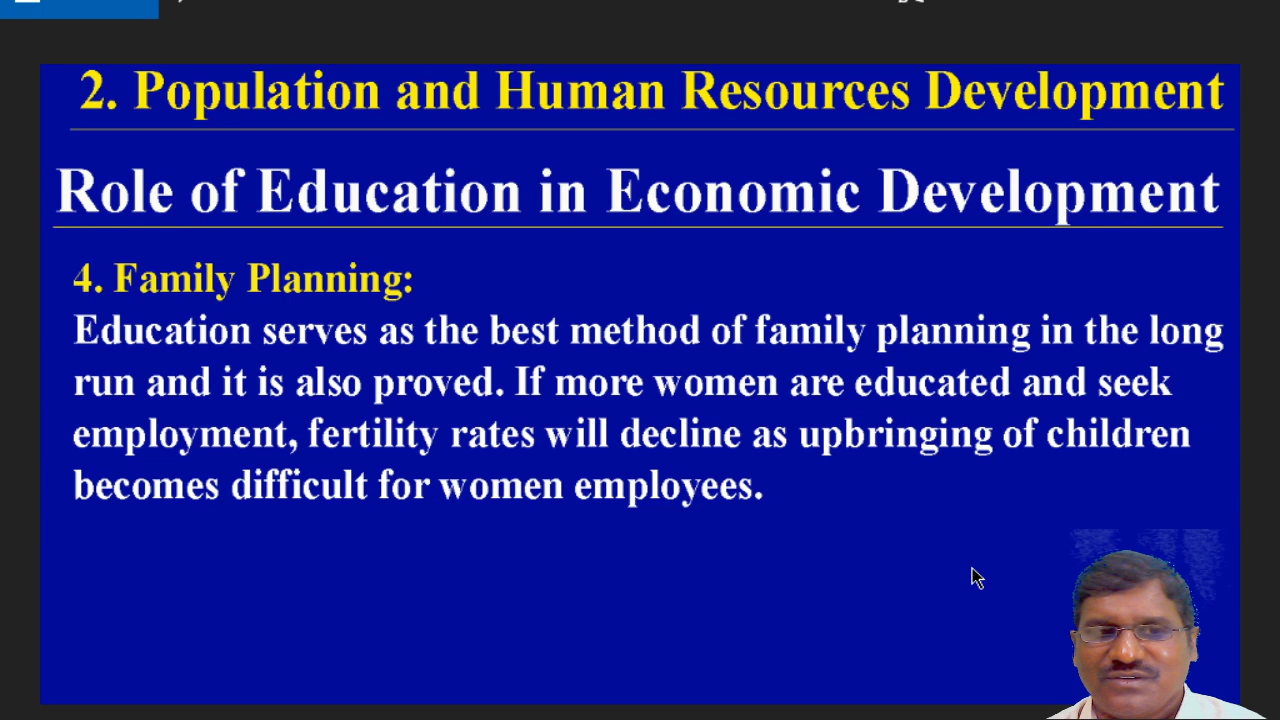 2. Population and Human Resources Development
Role of Education in Economic Development
4. Family Planning:
Education serves as the best method of family planning in the long
run and it is also proved. If more women are educated and seek
employment, fertility rates will decline as upbringing of children
becomes difficult for women employees.